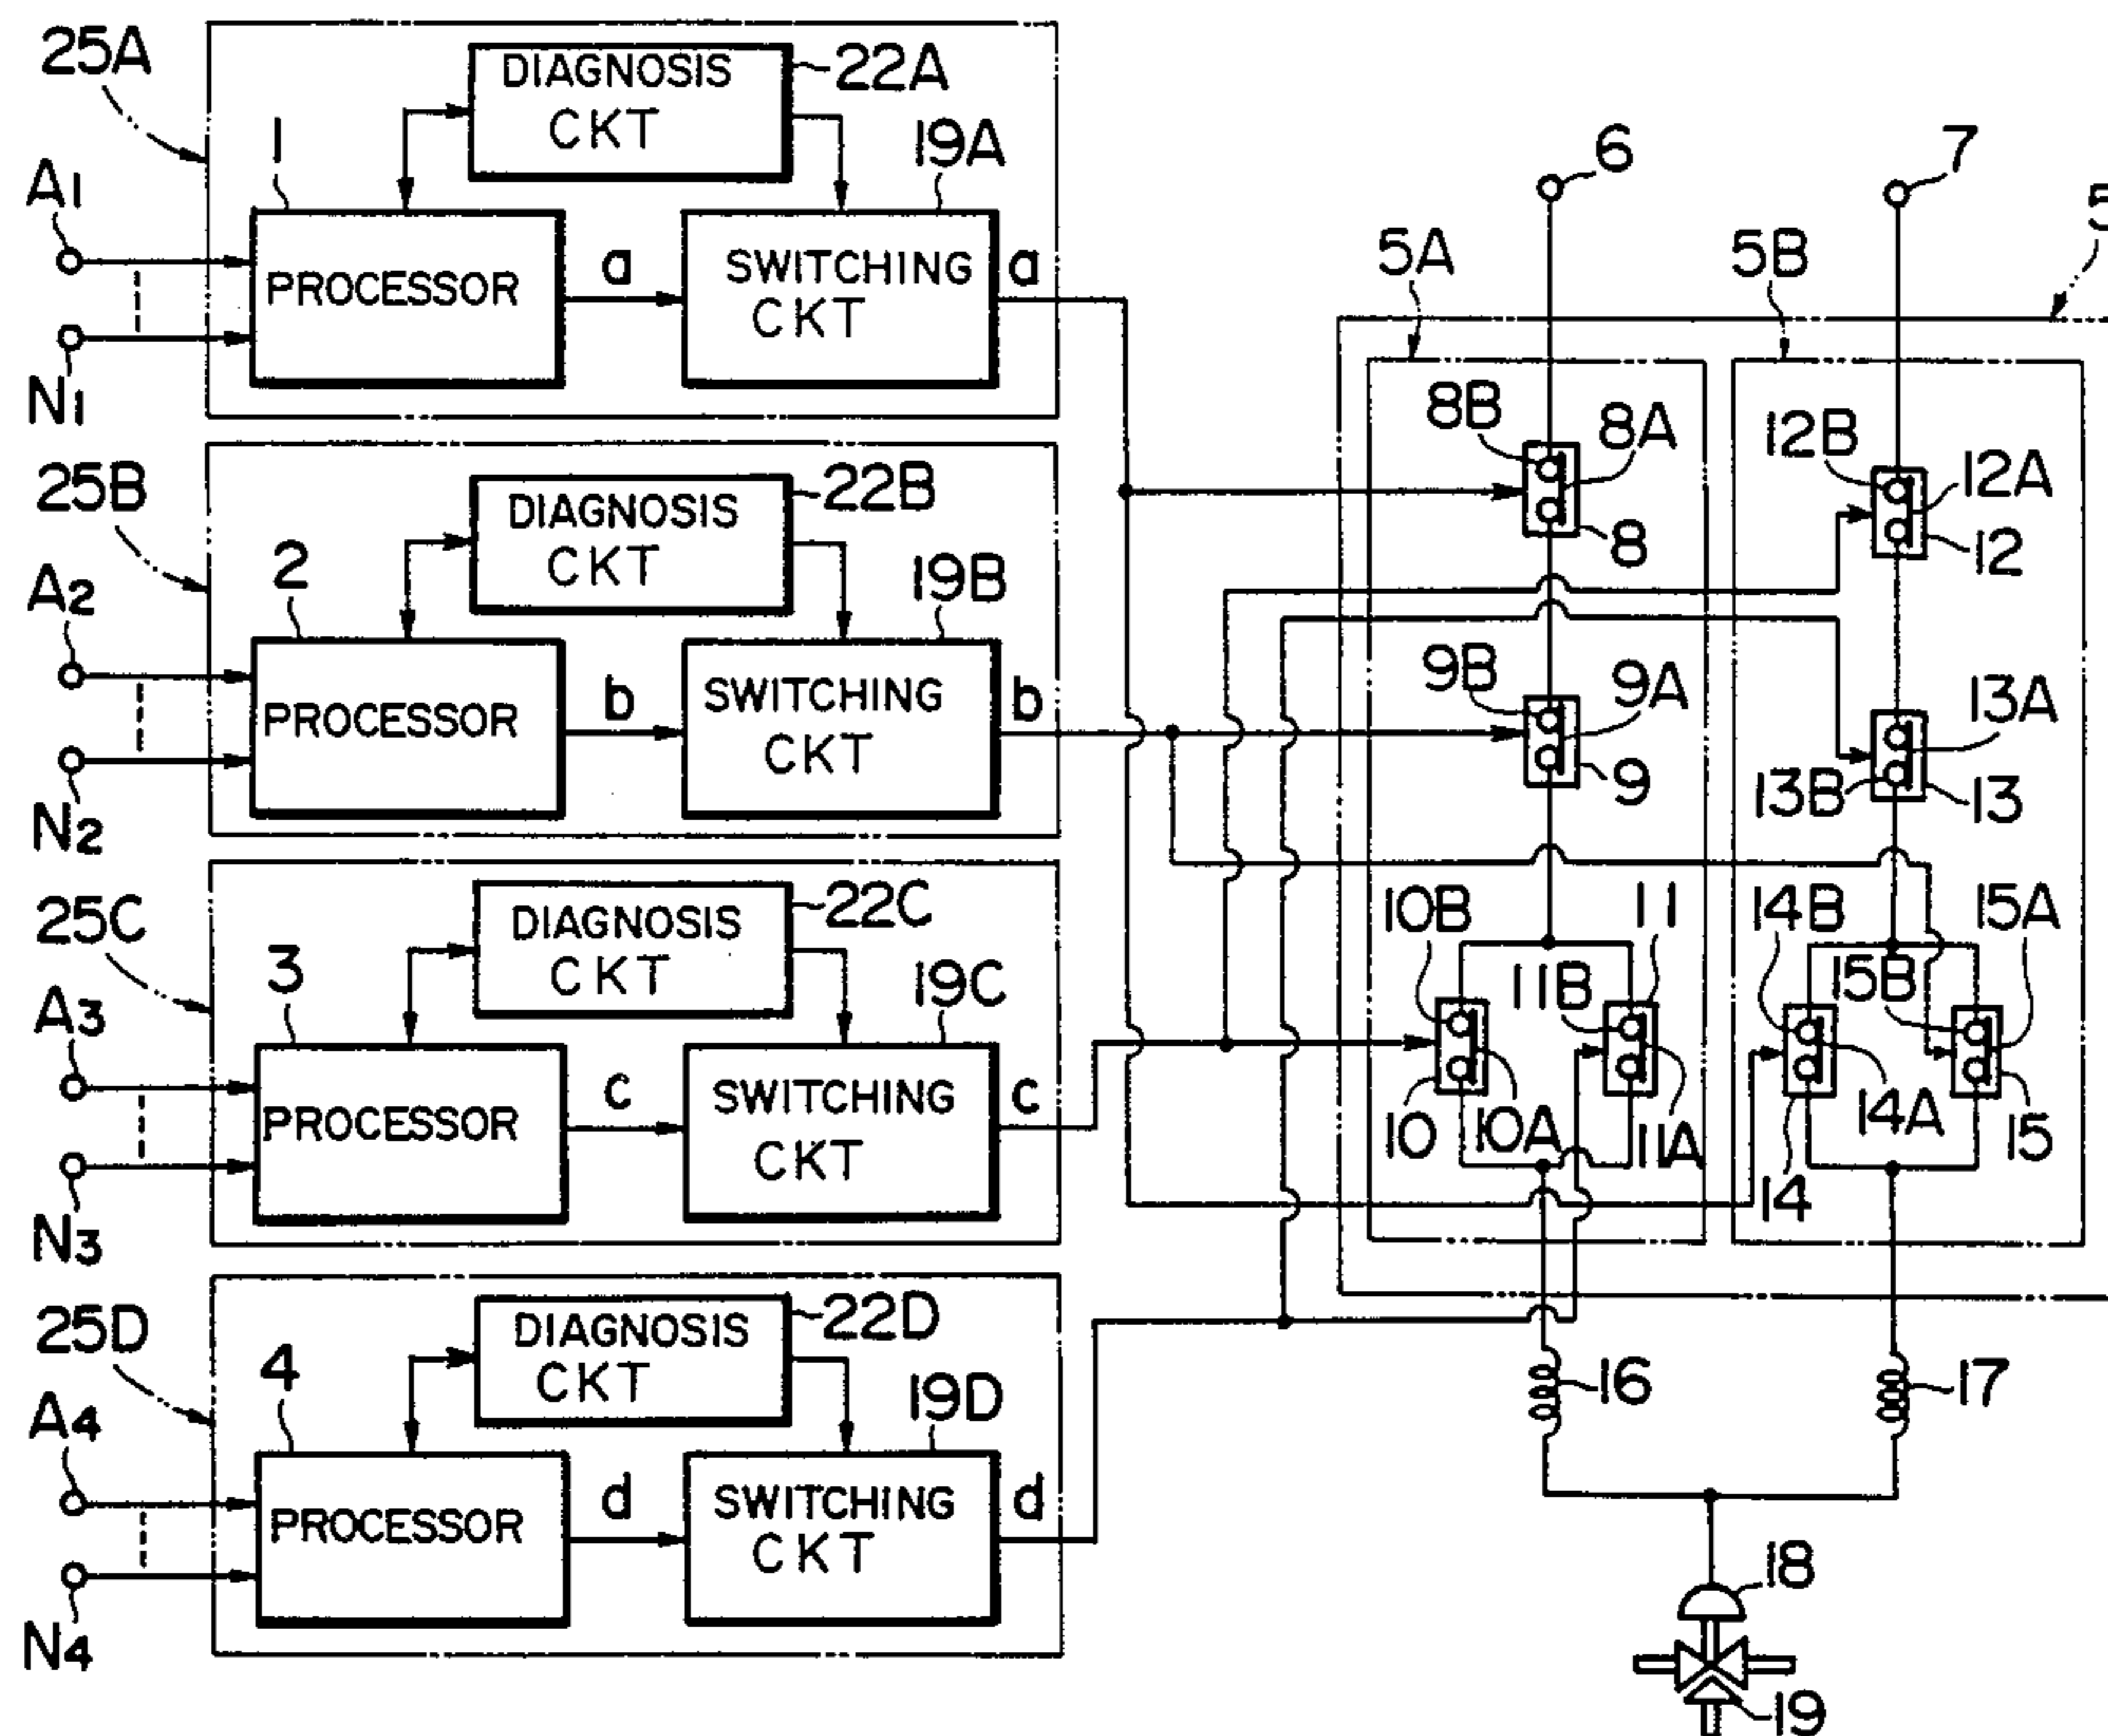 25A
DIAGNOSIS
CKT
22A
1
19A
A1
N1
PROCESSOR
a
SWITCHING
CKT
a
25B
DIAGNOSIS
CKT
22B
2
19B
A2
N2
PROCESSOR
b
SWITCHING
CKT
b
25C
DIAGNOSIS
CKT
22C
3
19C
A3
N3
PROCESSOR
c
SWITCHING
CKT
c
25D
DIAGNOSIS
CKT
22D
4
19D
A4
N4
PROCESSOR
d
SWITCHING
CKT
d
6
7
5
5A
5B
8B
8A
8
12B
12A
12
9B
9A
9
13A
13B
13
10B
11
11B
10
10A
11A
14B
15A
15B
14A
14
15
16
17
18
19